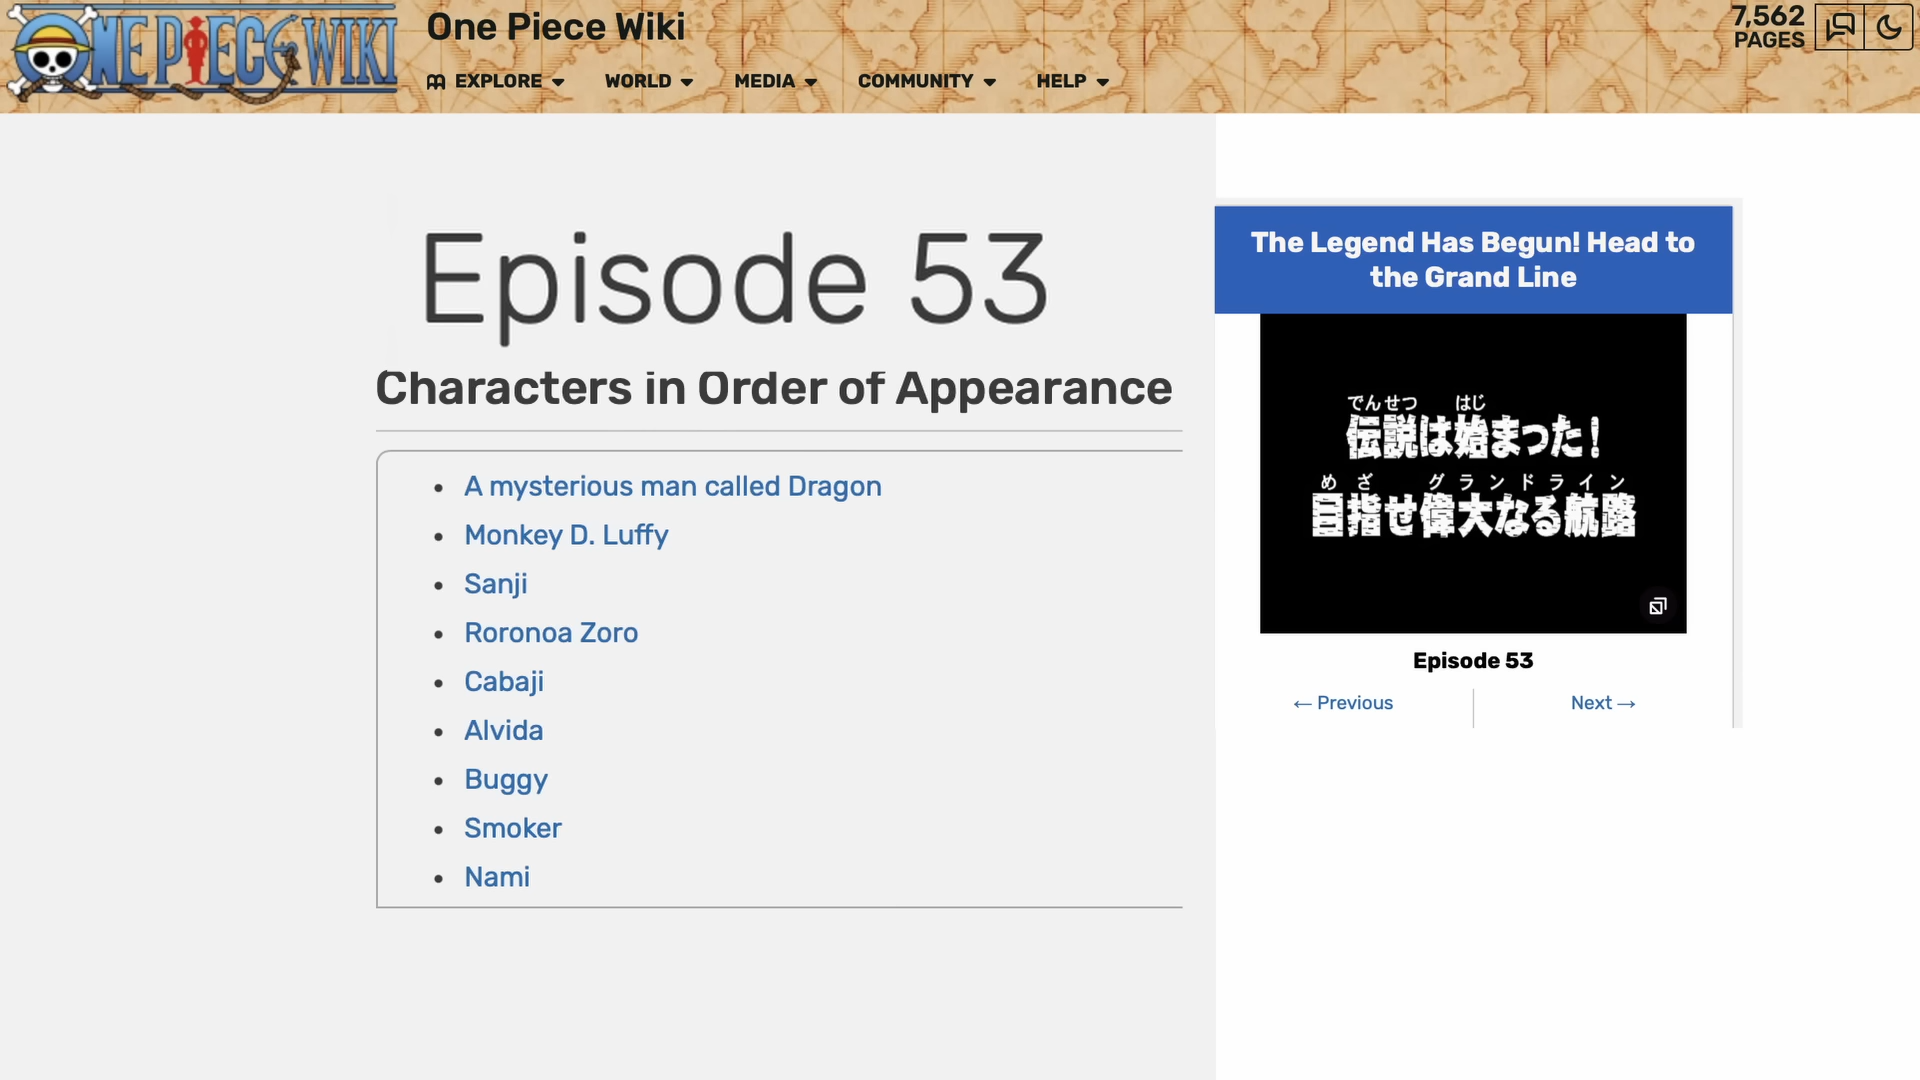 ONE PIECE WIKI
One Piece Wiki
7,562
PAGES
EXPLORE
WORLD
MEDIA
COMMUNITY
HELP
Episode 53
Characters in Order of Appearance
A mysterious man called Dragon
Monkey D. Luffy
Sanji
Roronoa Zoro
Cabaji
Alvida
Buggy
Smoker
Nami
The Legend Has Begun! Head to
the Grand Line
でんせつ はじ
伝説は始まった!
めざ グランドライン
目指せ偉大なる航路
Episode 53
← Previous
Next →